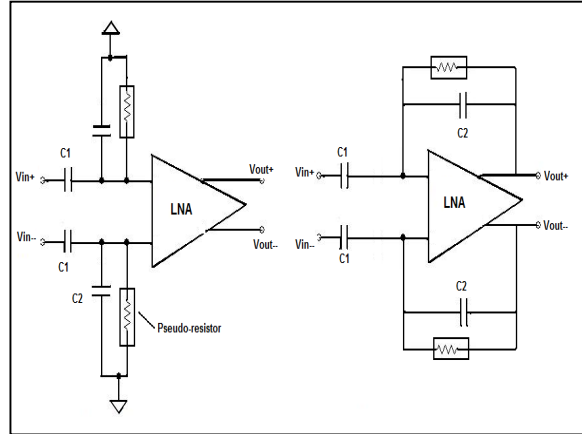 C1
Vin+
LNA
Vout+
Vin--
Vout--
C1
C2
Pseudo-resistor
C2
C1
Vin+
LNA
Vout+
Vin--
Vout--
C1
C2